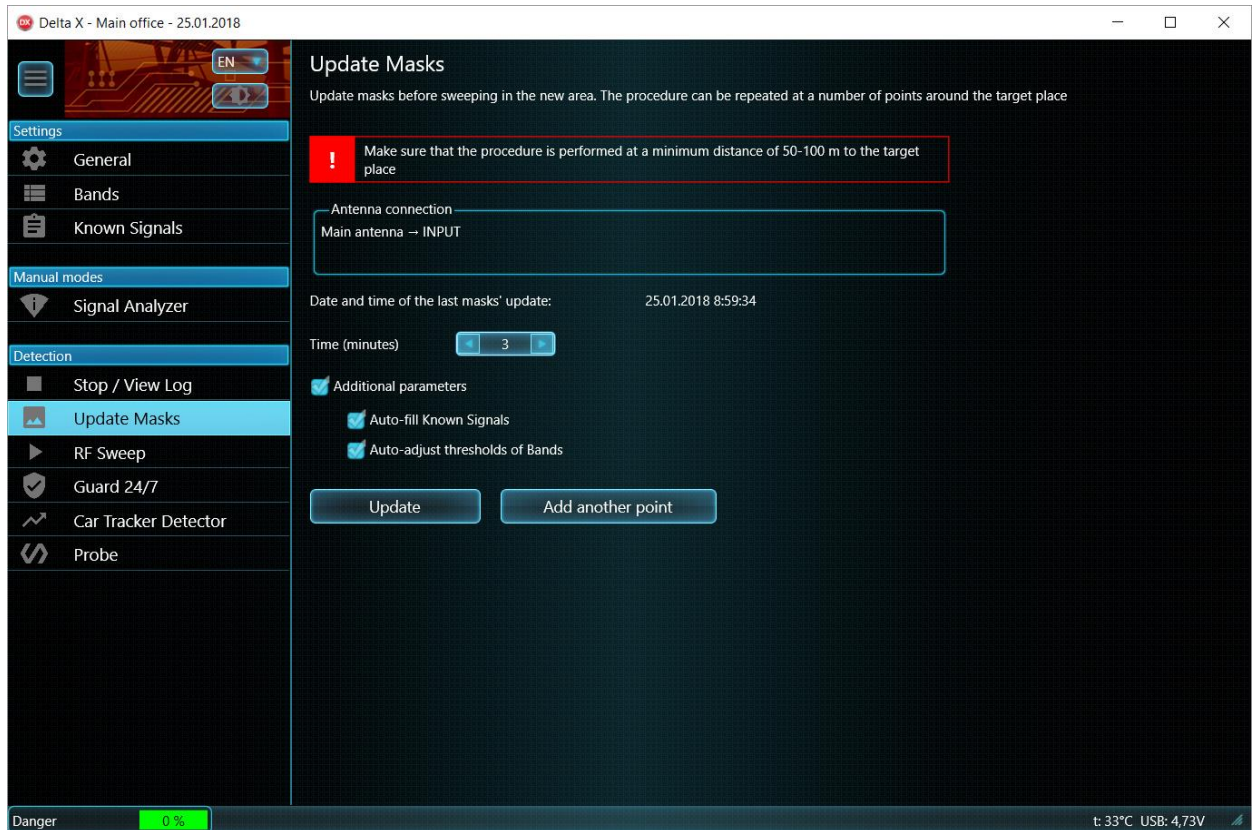 Delta X - Main office - 25.01.2018
EN
Settings
General
Bands
Known Signals
Manual modes
Signal Analyzer
Detection
Stop / View Log
Update Masks
RF Sweep
Guard 24/7
Car Tracker Detector
Probe
Update Masks
Update masks before sweeping in the new area. The procedure can be repeated at a number of points around the target place
! Make sure that the procedure is performed at a minimum distance of 50-100 m to the target
place
Antenna connection
Main antenna → INPUT
Date and time of the last masks' update: 25.01.2018 8:59:34
Time (minutes) 3
Additional parameters
Auto-fill Known Signals
Auto-adjust thresholds of Bands
Update Add another point
Danger 0 % t: 33°C USB: 4,73V